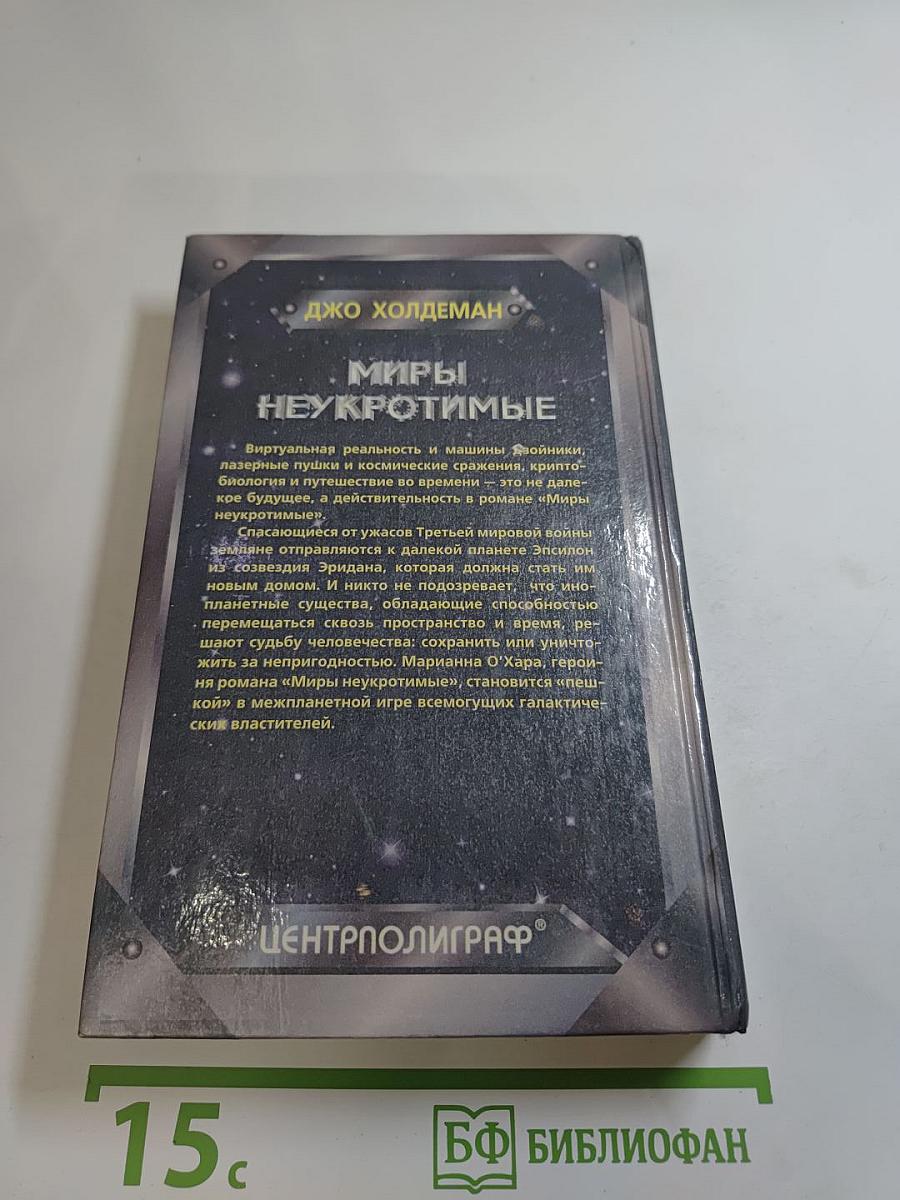 ДЖО ХОЛДЕМАН
МИРЫ
НЕУКРОТИМЫЕ
Виртуальная реальность и машины двойники,
лазерные пушки и космические сражения, крипто-
биология и путешествие во времени — это не дале-
кое будущее, а действительность в романе «Миры
неукротимые».
Спасающиеся от ужасов Третьей мировой войны
земляне отправляются к далекой планете Эпсилон
из созвездия Эридана, которая должна стать им
новым домом. И никто не подозревает, что ино-
планетные существа, обладающие способностью
перемещаться сквозь пространство и время, ре-
шают судьбу человечества: сохранить или уничто-
жить за непригодностью. Марианна О'Хара, герои-
ня романа «Миры неукротимые», становится «пеш-
кой» в межпланетной игре всемогущих галактиче-
ских властителей.
ЦЕНТРПОЛИГРАФ®
15 с
БФ БИБЛИОФАН